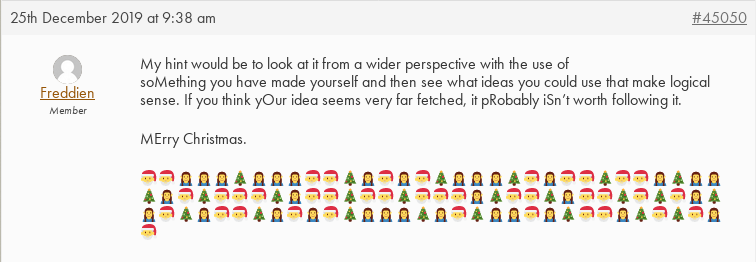 25th December 2019 at 9:38 am #45050
Freddien
Member
My hint would be to look at it from a wider perspective with the use of
soMething you have made yourself and then see what ideas you could use that make logical
sense. If you think yOur idea seems very far fetched, it pRobably iSn’t worth following it.
MErry Christmas.